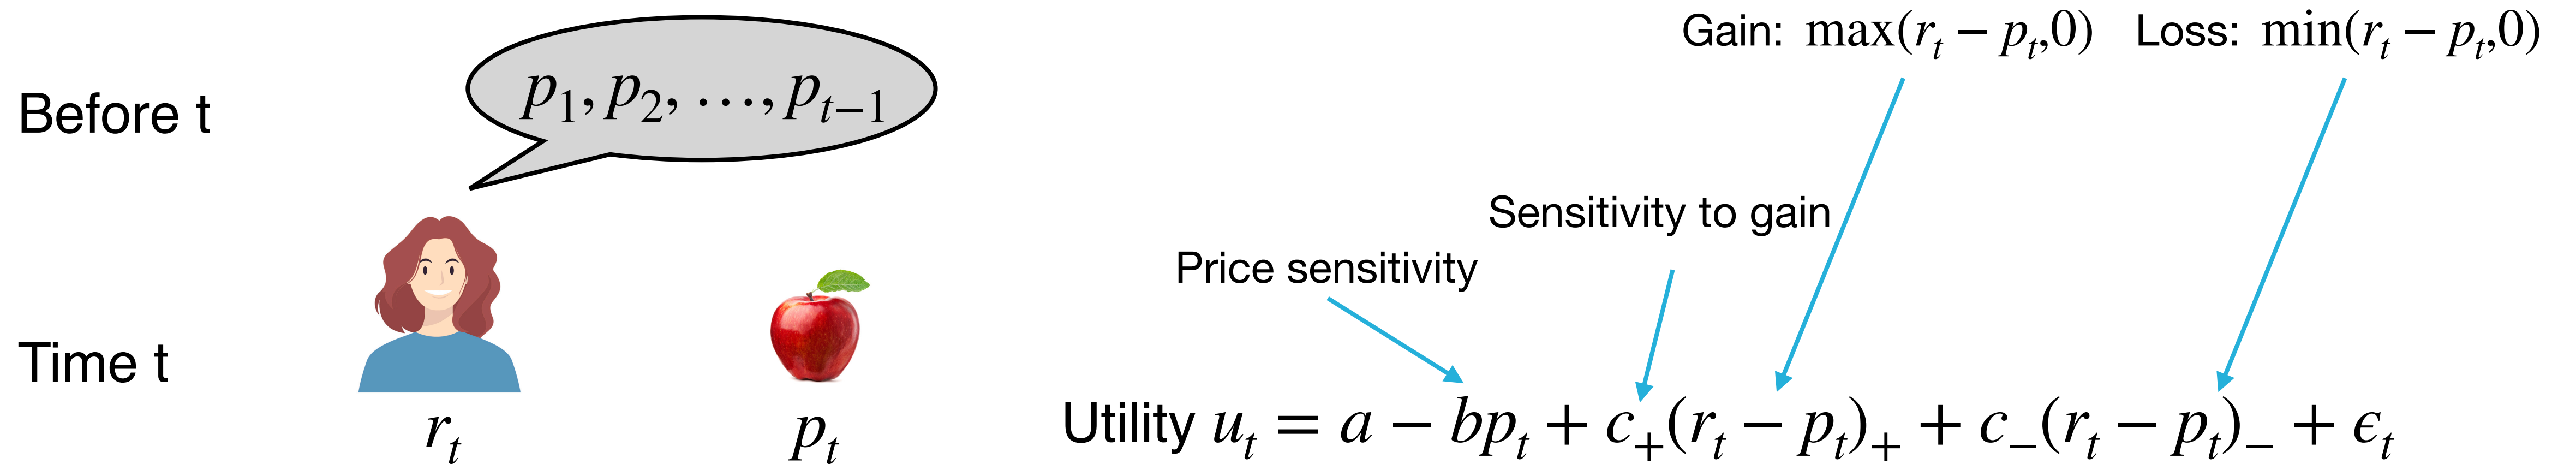 Gain: max(r_t − p_t,0) Loss: min(r_t − p_t,0)
Before t
p_1, p_2, …, p_{t−1}
Sensitivity to gain
Price sensitivity
Time t
r_t
p_t
Utility u_t = a − bp_t + c_+(r_t − p_t)_+ + c_−(r_t − p_t)_− + ϵ_t